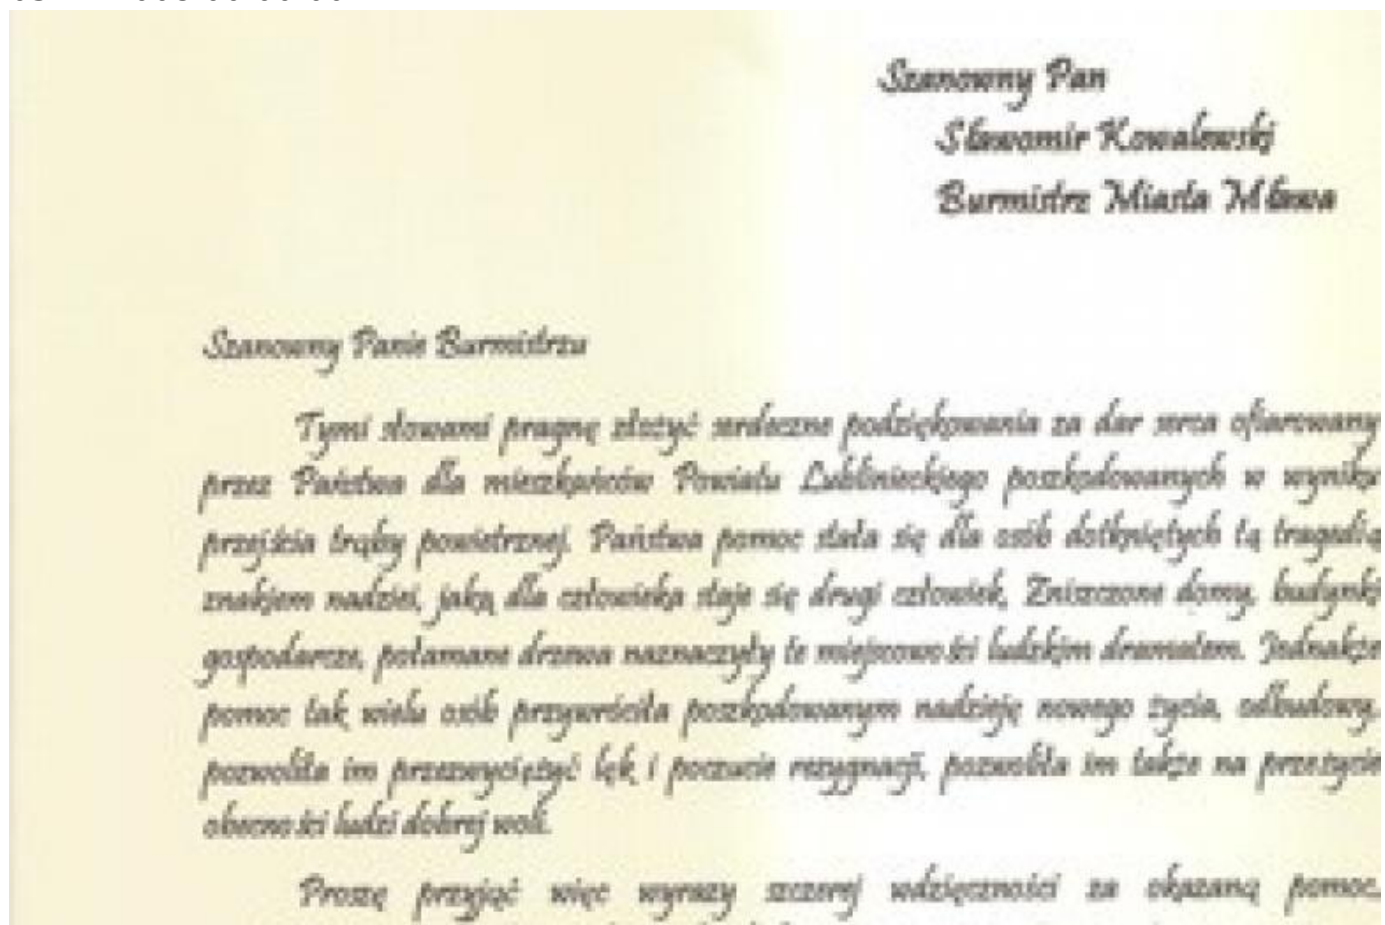 Szanowny Pan
Sławomir Kowalewski
Burmistrz Miasta Mława
Szanowny Panie Burmistrzu
Tymi słowami pragnę złożyć serdeczne podziękowania za dar serca ofiarowany
przez Państwa dla mieszkańców Powiatu Lublinieckiego poszkodowanych w wyniku
przejścia trąby powietrznej. Państwa pomoc stała się dla osób dotkniętych tą tragedią
znakiem nadziei, jaką dla człowieka staje się drugi człowiek. Zniszczone domy, budynki
gospodarcze, połamane drzewa naznaczyły te miejscowości ludzkim dramatem. Jednakże
pomoc tak wielu osób przywróciła poszkodowanym nadzieję nowego życia, odbudowy,
pozwoliła im przezwyciężyć lęk i poczucie rezygnacji, pozwoliła im także na przeżycie
obecności ludzi dobrej woli.
Proszę przyjąć więc wyrazy szczerej wdzięczności za okazaną pomoc.